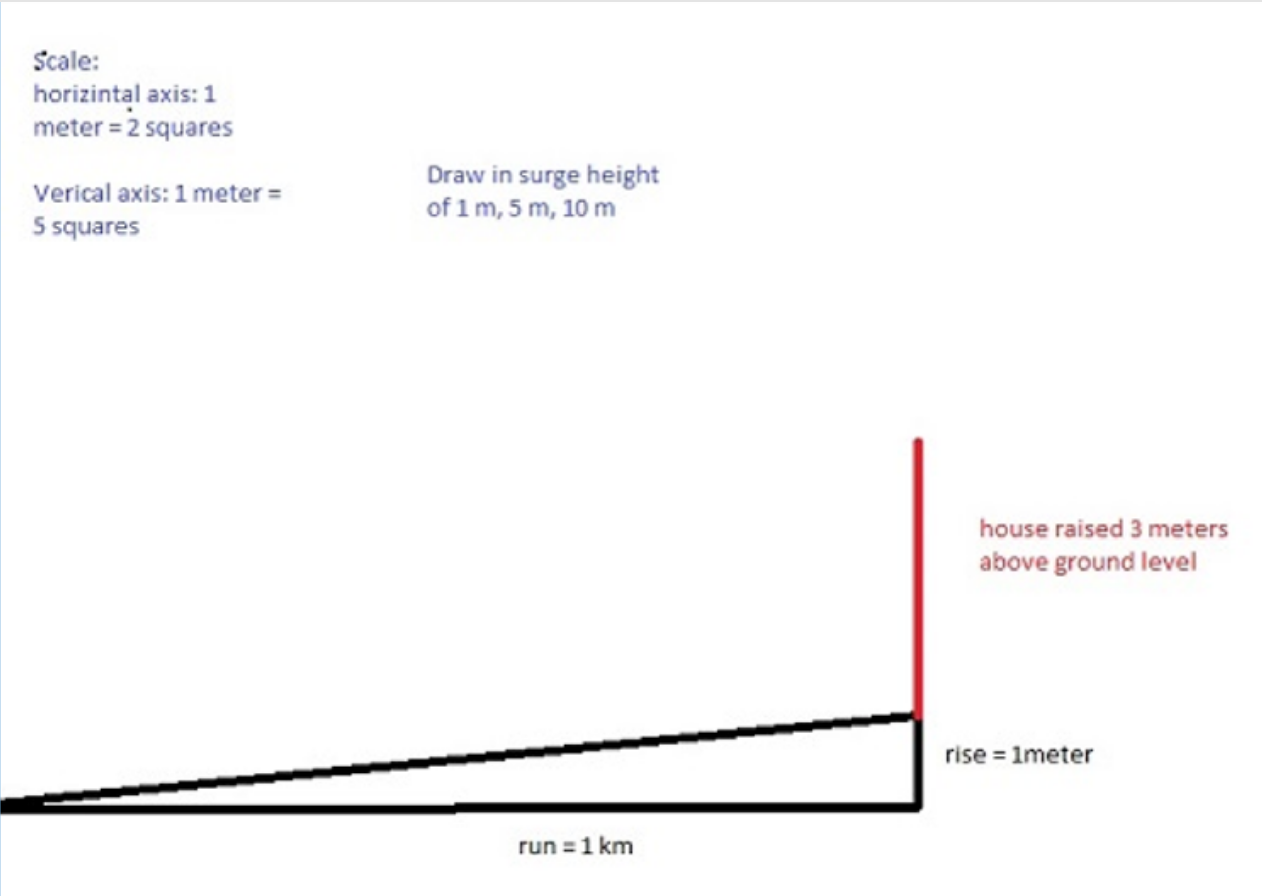 Scale:
horizintal axis: 1
meter = 2 squares
Verical axis: 1 meter =
5 squares
Draw in surge height
of 1 m, 5 m, 10 m
house raised 3 meters
above ground level
rise = 1meter
run = 1 km